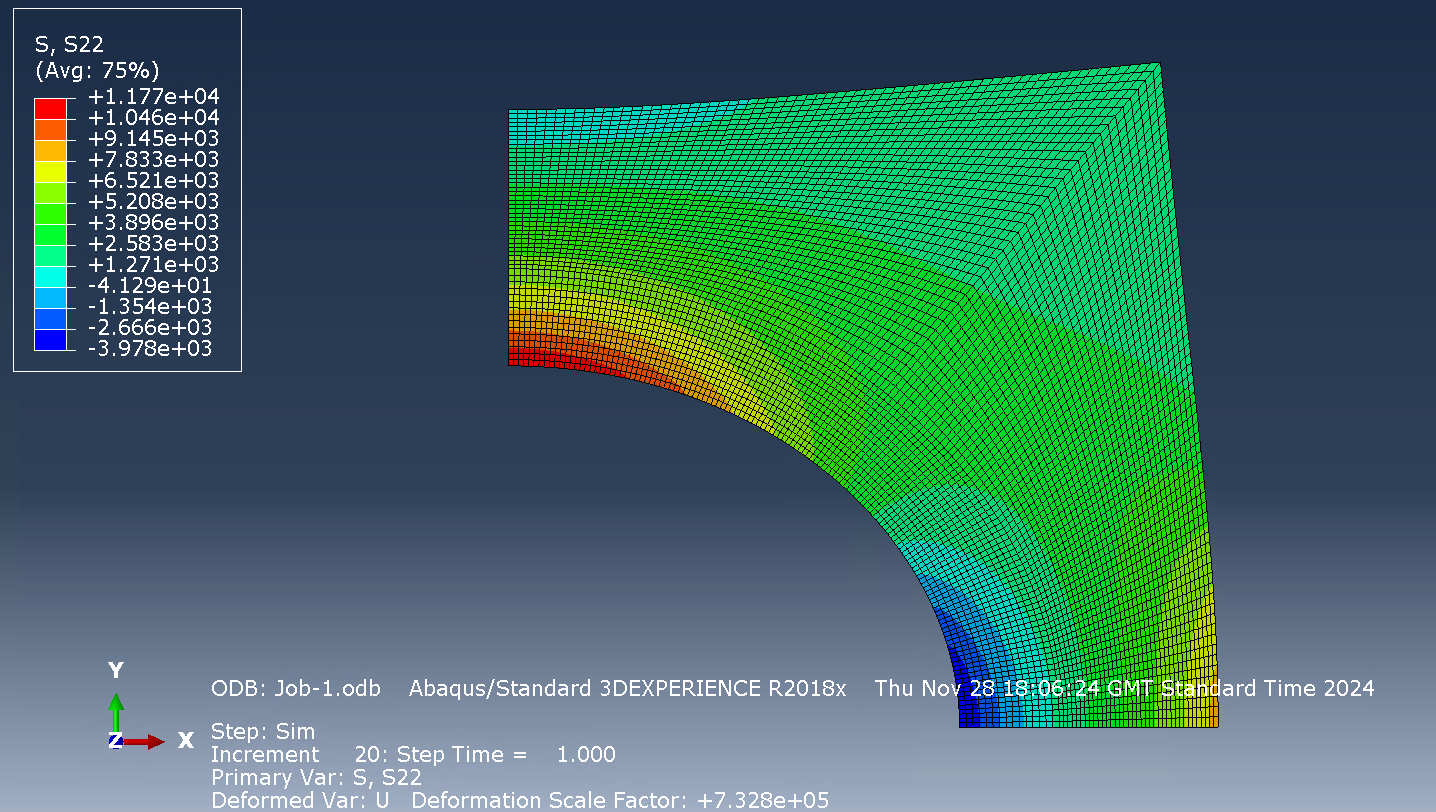 S, S22
(Avg: 75%)
+1.177e+04
+1.046e+04
+9.145e+03
+7.833e+03
+6.521e+03
+5.208e+03
+3.896e+03
+2.583e+03
+1.271e+03
-4.129e+01
-1.354e+03
-2.666e+03
-3.978e+03
Y
Z X
ODB: Job-1.odb Abaqus/Standard 3DEXPERIENCE R2018x Thu Nov 28 18:06:24 GMT Standard Time 2024
Step: Sim
Increment 20: Step Time = 1.000
Primary Var: S, S22
Deformed Var: U Deformation Scale Factor: +7.328e+05